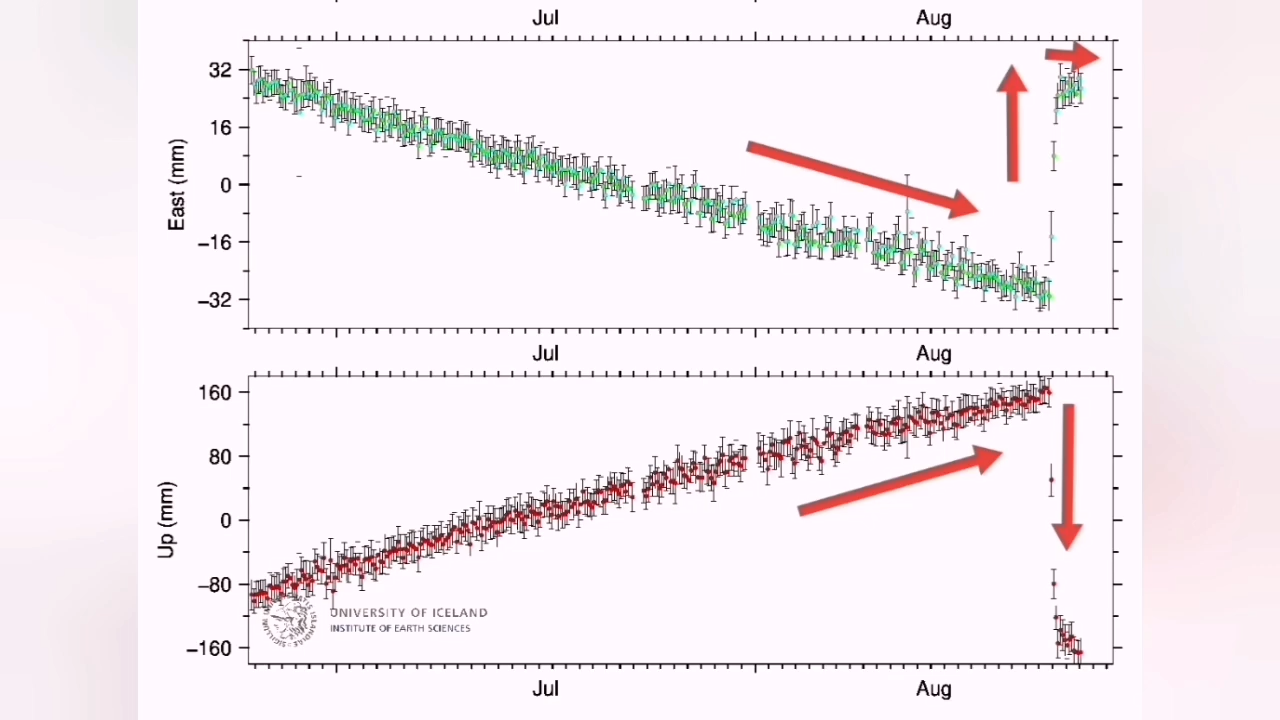 Jul Aug
32
16
0
−16
−32
East (mm)
Jul Aug
160
80
0
−80
−160
Up (mm)
UNIVERSITY OF ICELAND
INSTITUTE OF EARTH SCIENCES
Jul Aug